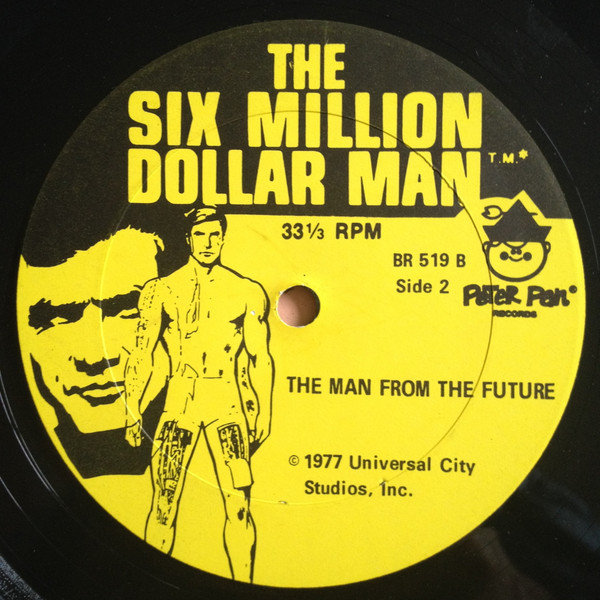 THE
SIX MILLION
DOLLAR MAN T.M.*
33⅓ RPM
BR 519 B
Side 2
PETER PAN®
RECORDS
THE MAN FROM THE FUTURE
© 1977 Universal City
Studios, Inc.